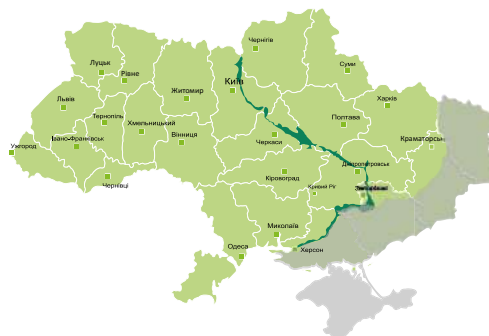 Чернігів
Луцьк
Рівне
Суми
Київ
Житомир
Львів
Харків
Тернопіль
Хмельницький
Полтава
Ужгород
Івано-Франківськ
Вінниця
Черкаси
Краматорськ
Чернівці
Кіровоград
Дніпропетровськ
Кривий Ріг
Миколаїв
Одеса
Херсон